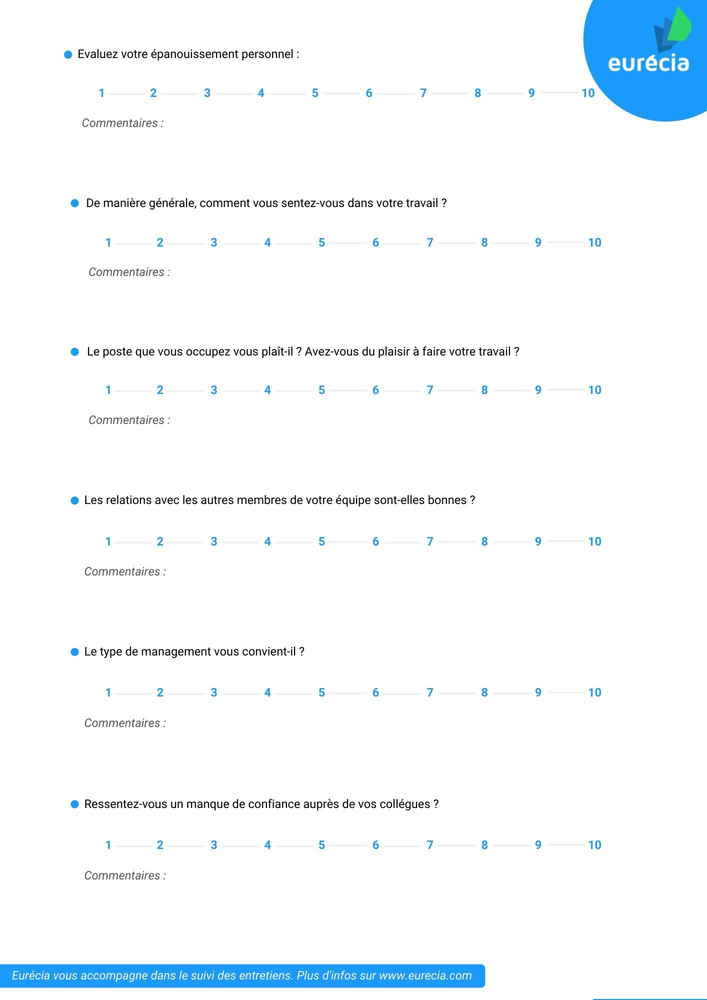 eurécia
Evaluez votre épanouissement personnel :
1 2 3 4 5 6 7 8 9 10
Commentaires :
De manière générale, comment vous sentez-vous dans votre travail ?
1 2 3 4 5 6 7 8 9 10
Commentaires :
Le poste que vous occupez vous plaît-il ? Avez-vous du plaisir à faire votre travail ?
1 2 3 4 5 6 7 8 9 10
Commentaires :
Les relations avec les autres membres de votre équipe sont-elles bonnes ?
1 2 3 4 5 6 7 8 9 10
Commentaires :
Le type de management vous convient-il ?
1 2 3 4 5 6 7 8 9 10
Commentaires :
Ressentez-vous un manque de confiance auprès de vos collégues ?
1 2 3 4 5 6 7 8 9 10
Commentaires :
Eurécia vous accompagne dans le suivi des entretiens. Plus d'infos sur www.eurecia.com